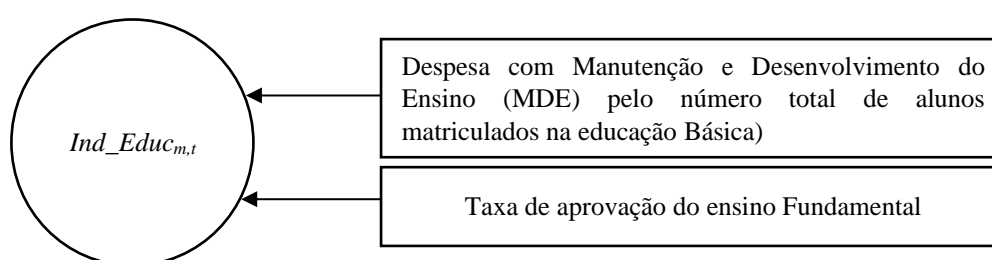 Despesa com Manutenção e Desenvolvimento do
Ensino (MDE) pelo número total de alunos
matriculados na educação Básica)
Ind_Educm,t
Taxa de aprovação do ensino Fundamental